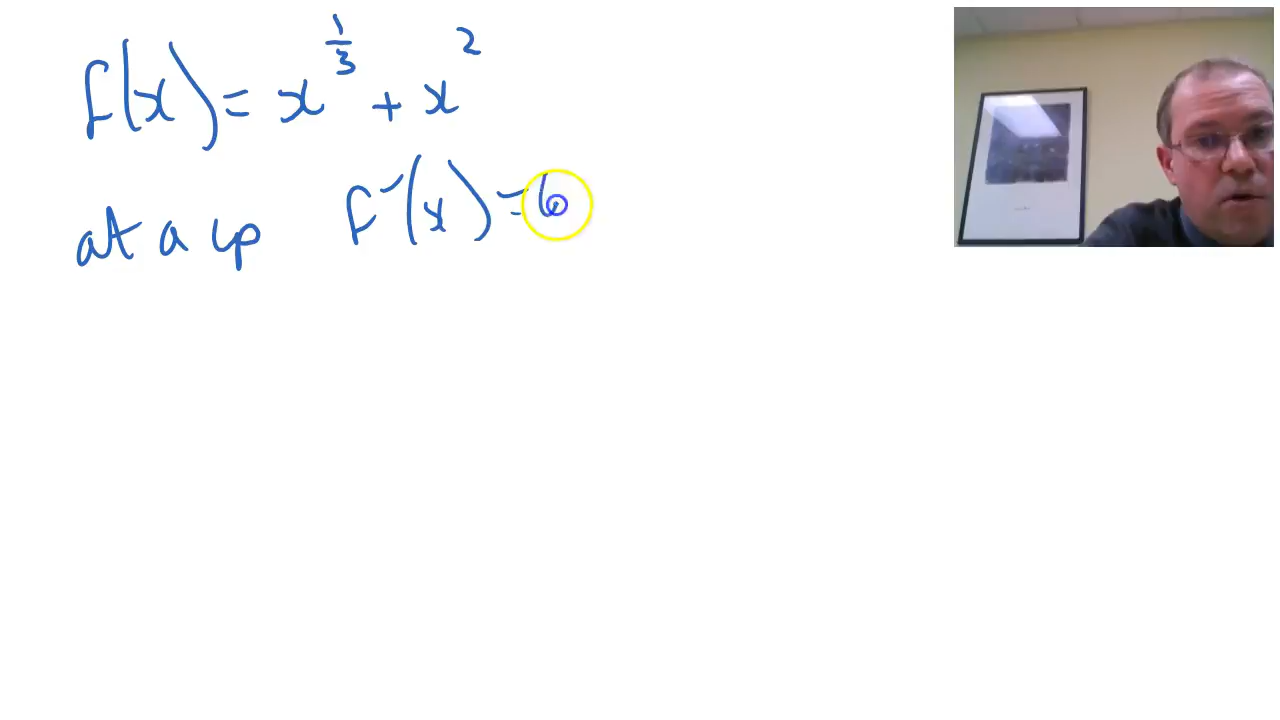 f(x) = x^{1/3} + x^2
at a cp f'(x) = 0